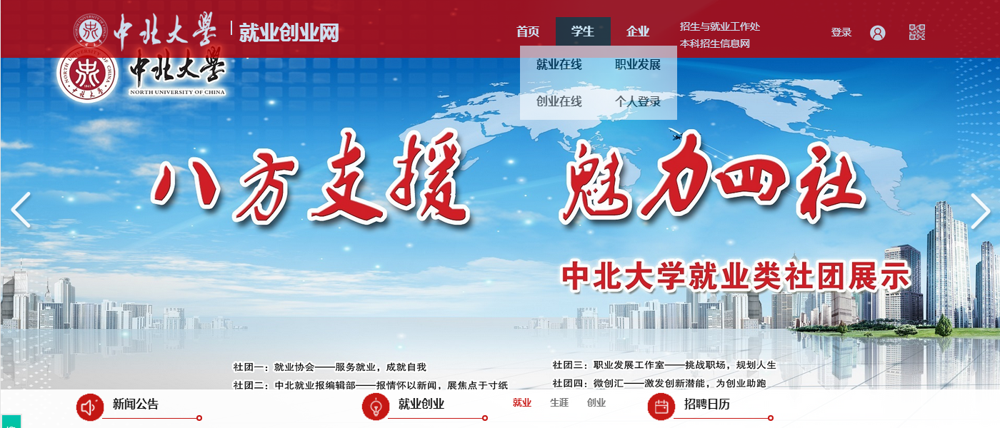 中北大学 就业创业网
首页 学生 企业
招生与就业工作处
本科招生信息网
登录
中北大学
NORTH UNIVERSITY OF CHINA
就业在线 职业发展
创业在线 个人登录
八方支援 魅力四社
中北大学就业类社团展示
社团一：就业协会——服务就业，成就自我
社团二：中北就业报编辑部——报情怀以新闻，展焦点于寸纸
社团三：职业发展工作室——挑战职场，规划人生
社团四：微创汇——激发创新潜能，为创业助跑
新闻公告
就业创业 就业 生涯 创业
招聘日历